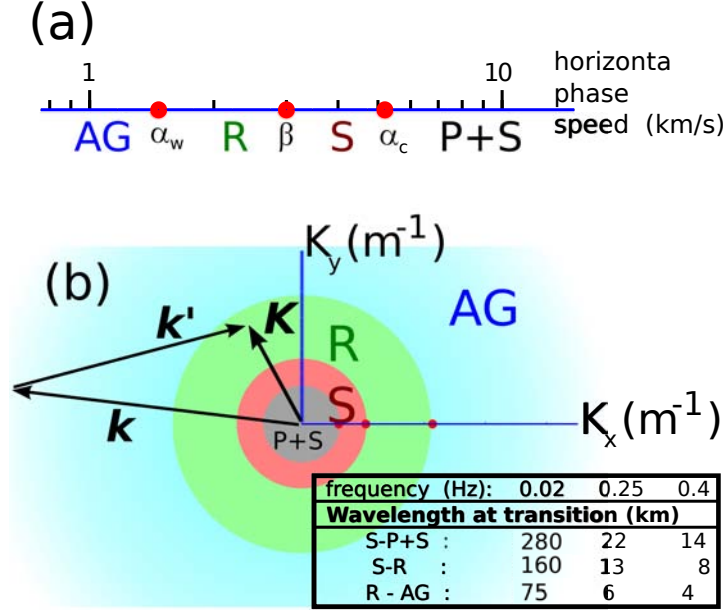 (a)
1 10
horizonta
phase
speed (km/s)
AG αw R β S αc P+S
(b)
Ky(m-1)
AG
k' K
R
S
k
P+S
Kx(m-1)
frequency (Hz): 0.02 0.25 0.4
Wavelength at transition (km)
S-P+S : 280 22 14
S-R : 160 13 8
R - AG : 75 6 4